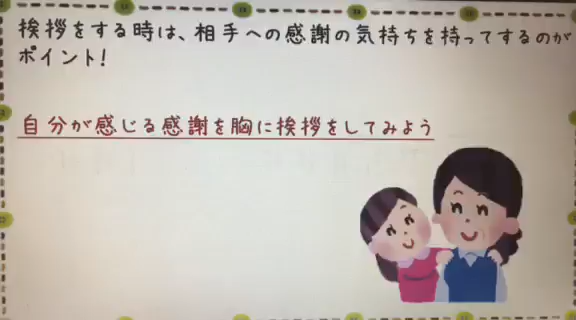 挨拶をする時は、相手への感謝の気持ちを持ってするのが
ポイント!
自分が感じる感謝を胸に挨拶をしてみよう